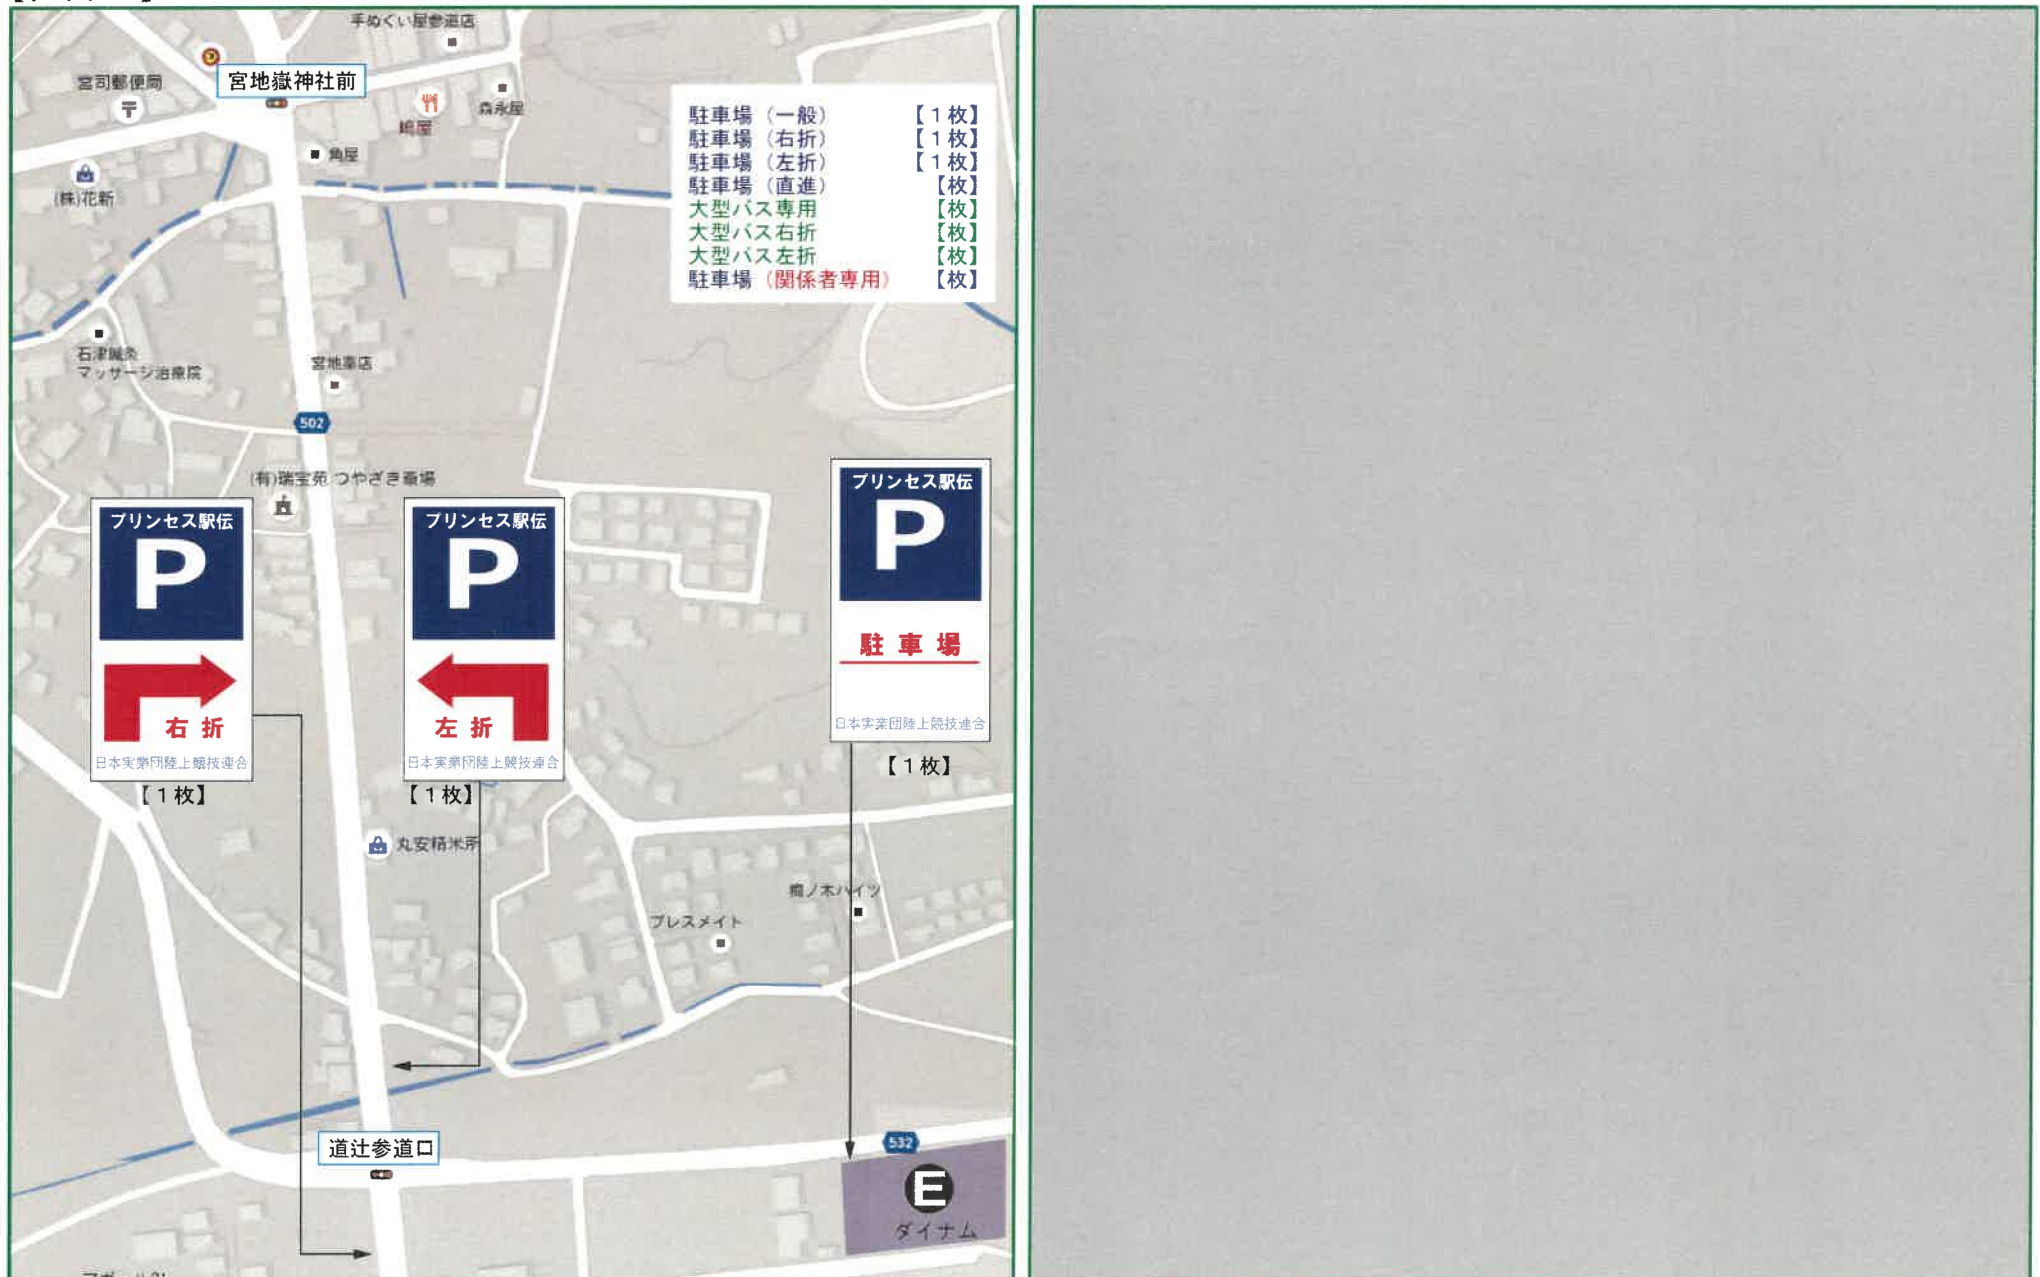 手ぬぐい屋参道店
宮司郵便局
宮地嶽神社前
森永屋
嶋屋
角屋
(株)花新
駐車場（一般） 【１枚】
駐車場（右折） 【１枚】
駐車場（左折） 【１枚】
駐車場（直進） 【枚】
大型バス専用 【枚】
大型バス右折 【枚】
大型バス左折 【枚】
駐車場（関係者専用） 【枚】
石津鍼灸
マッサージ治療院
502
(有)瑞宝苑 つやざき斎場
プリンセス駅伝
P
右折
日本実業団陸上競技連合
【１枚】
プリンセス駅伝
P
左折
日本実業団陸上競技連合
【１枚】
プリンセス駅伝
P
駐車場
日本実業団陸上競技連合
【１枚】
丸安精米所
プレスメイト
道辻参道口
532
E
ダイナム